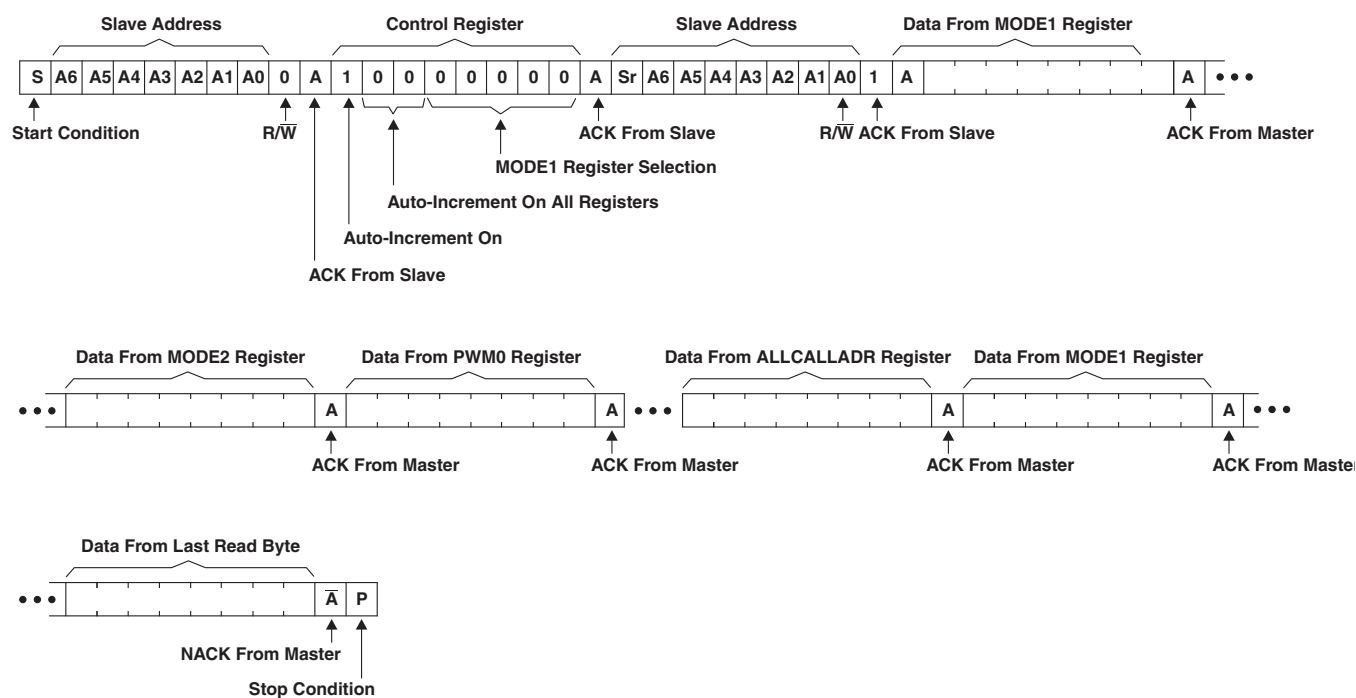 Slave Address Control Register Slave Address Data From MODE1 Register
S A6 A5 A4 A3 A2 A1 A0 0 A 1 0 0 0 0 0 0 0 A Sr A6 A5 A4 A3 A2 A1 A0 1 A A •••
Start Condition R/W̅ ACK From Slave R/W̅ ACK From Slave ACK From Master
MODE1 Register Selection
Auto-Increment On All Registers
Auto-Increment On
ACK From Slave
Data From MODE2 Register Data From PWM0 Register Data From ALLCALLADR Register Data From MODE1 Register
••• A A ••• A A •••
ACK From Master ACK From Master ACK From Master ACK From Master
Data From Last Read Byte
••• A̅ P
NACK From Master
Stop Condition